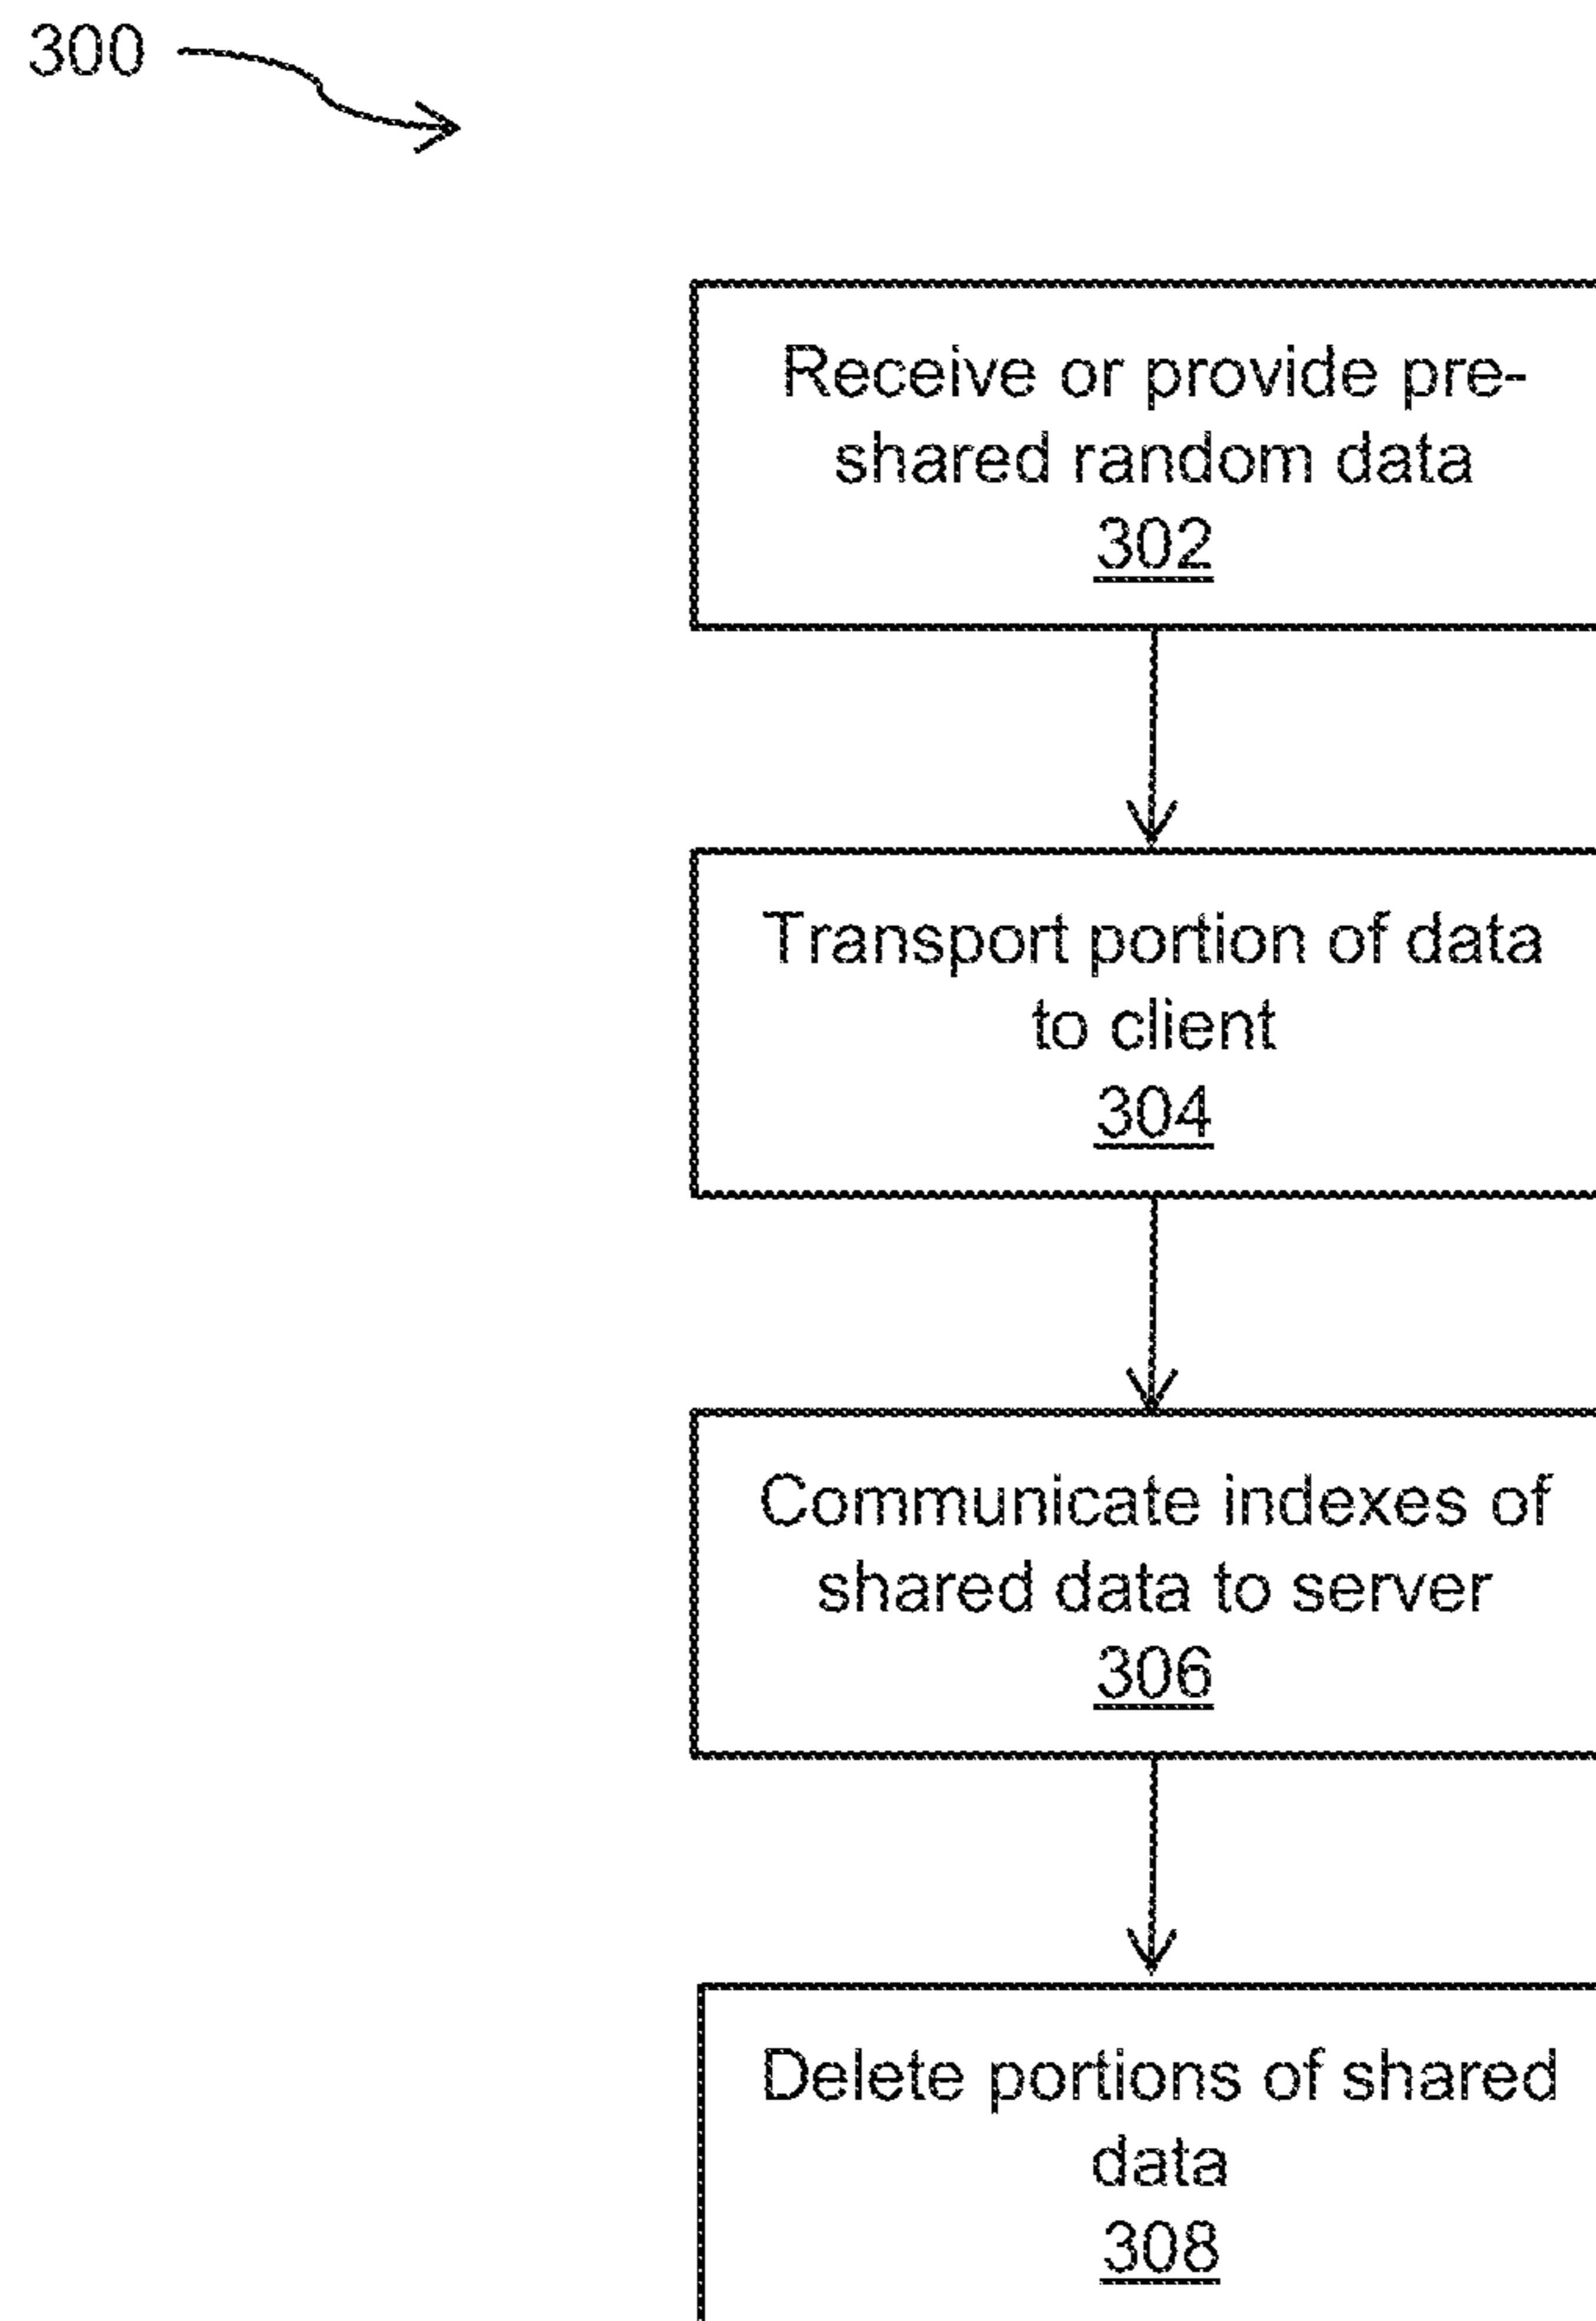 300
Receive or provide pre-
shared random data
302
Transport portion of data
to client
304
Communicate indexes of
shared data to server
306
Delete portions of shared
data
308